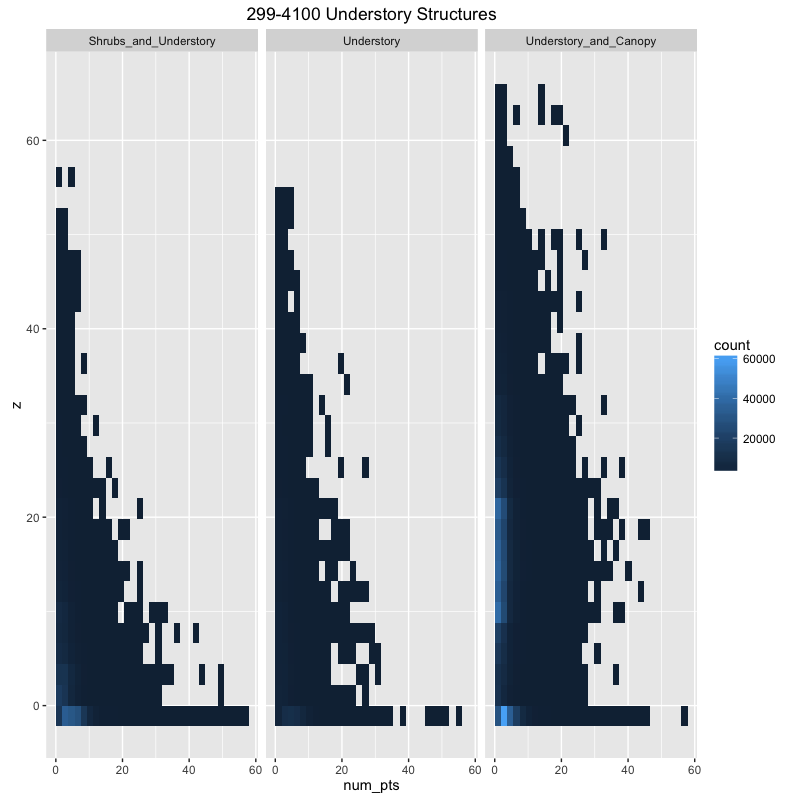 299-4100 Understory Structures
Shrubs_and_Understory
Understory
Understory_and_Canopy
60
40
20
0
z
0 20 40 60
0 20 40 60
0 20 40 60
num_pts
count
60000
40000
20000